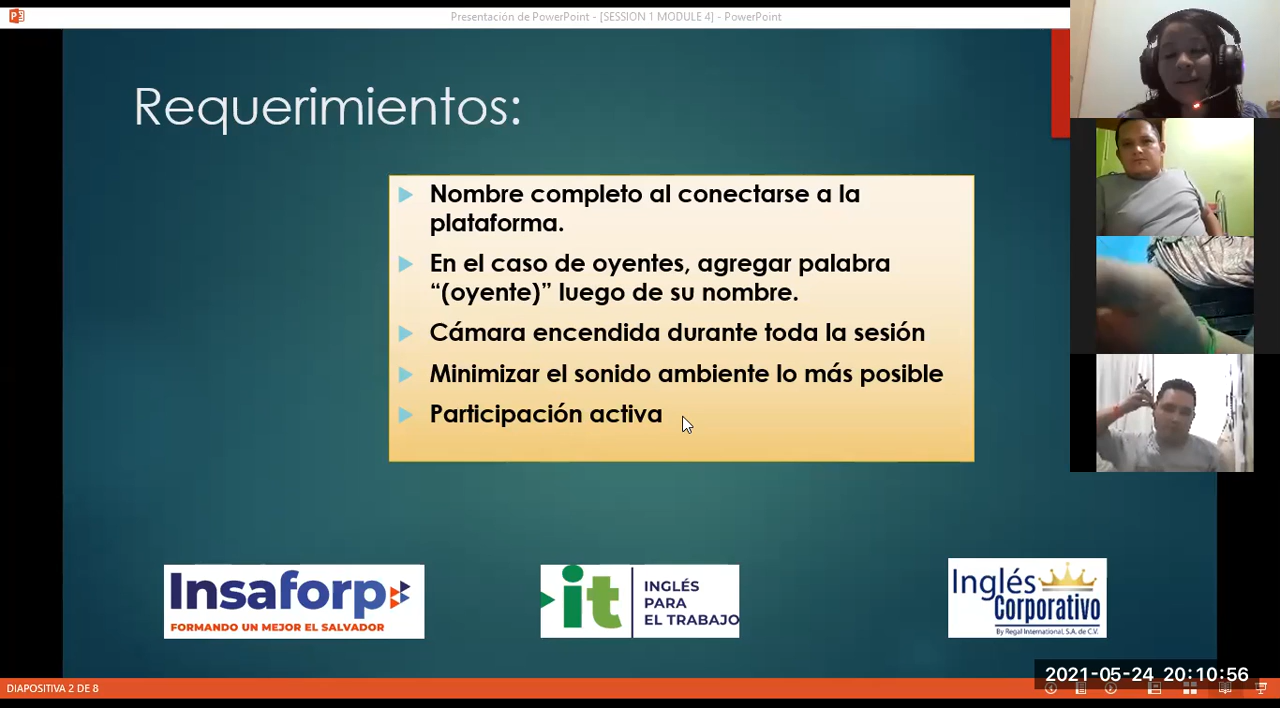 Presentación de PowerPoint - [SESSION 1 MODULE 4] - PowerPoint
Requerimientos:
Nombre completo al conectarse a la
plataforma.
En el caso de oyentes, agregar palabra
“(oyente)” luego de su nombre.
Cámara encendida durante toda la sesión
Minimizar el sonido ambiente lo más posible
Participación activa
Insaforp
FORMANDO UN MEJOR EL SALVADOR
it
INGLÉS
PARA
EL TRABAJO
Inglés
Corporativo
By Regal International, S.A. de C.V.
2021-05-24 20:10:56
DIAPOSITIVA 2 DE 8